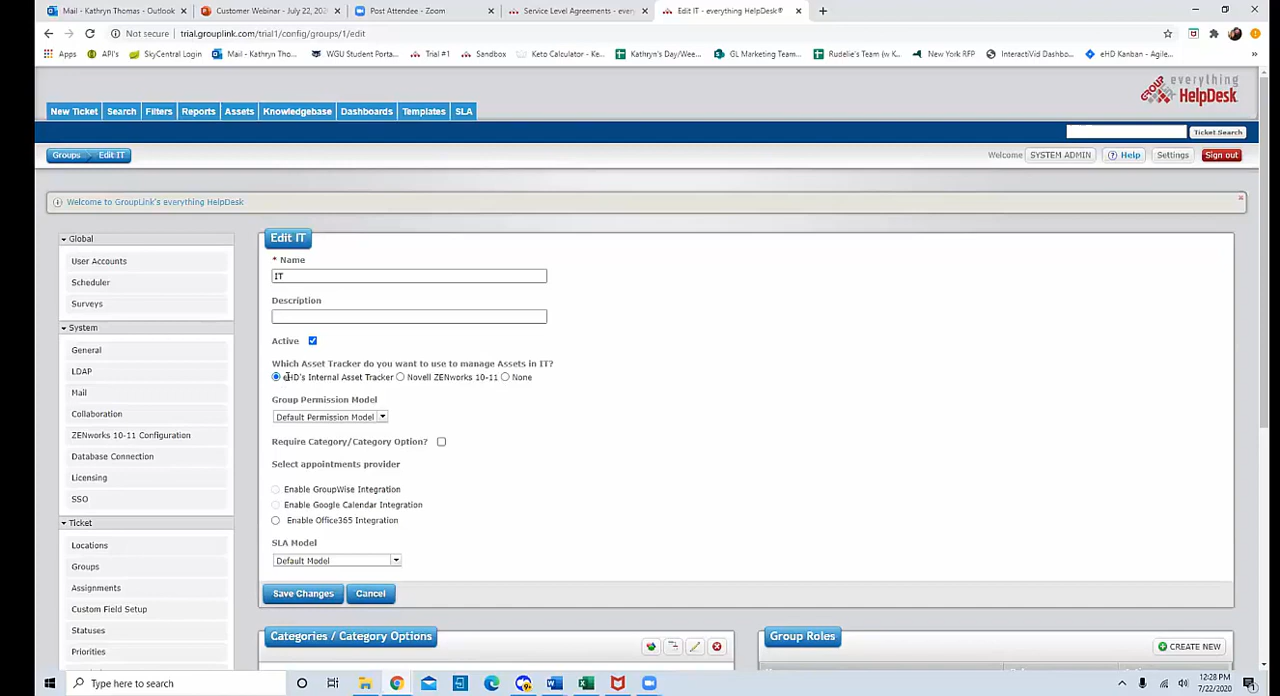 Mail - Kathryn Thomas - Outlook
Customer Webinar - July 22, 202
Post Attendee - Zoom
Service Level Agreements - every
Edit IT - everything HelpDesk®
Not secure
trial.grouplink.com/trial1/config/groups/1/edit
Apps
API's
SkyCentral Login
Mail - Kathryn Tho...
WGU Student Porta...
Trial #1
Sandbox
Keto Calculator - Ke...
Kathryn's Day/Wee...
GL Marketing Team...
Rudelie's Team (w K...
New York RFP
InteractiVid Dashbo...
eHD Kanban - Agile...
GROUP
everything
HelpDesk®
New Ticket
Search
Filters
Reports
Assets
Knowledgebase
Dashboards
Templates
SLA
Ticket Search
Groups
Edit IT
Welcome
SYSTEM ADMIN
Help
Settings
Sign out
Welcome to GroupLink's everything HelpDesk
Global
User Accounts
Scheduler
Surveys
System
General
LDAP
Mail
Collaboration
ZENworks 10-11 Configuration
Database Connection
Licensing
SSO
Ticket
Locations
Groups
Assignments
Custom Field Setup
Statuses
Priorities
Edit IT
* Name
IT
Description
Active
Which Asset Tracker do you want to use to manage Assets in IT?
eHD's Internal Asset Tracker
Novell ZENworks 10-11
None
Group Permission Model
Default Permission Model
Require Category/Category Option?
Select appointments provider
Enable GroupWise Integration
Enable Google Calendar Integration
Enable Office365 Integration
SLA Model
Default Model
Save Changes
Cancel
Categories / Category Options
Group Roles
CREATE NEW
Type here to search
12:28 PM
7/22/2020